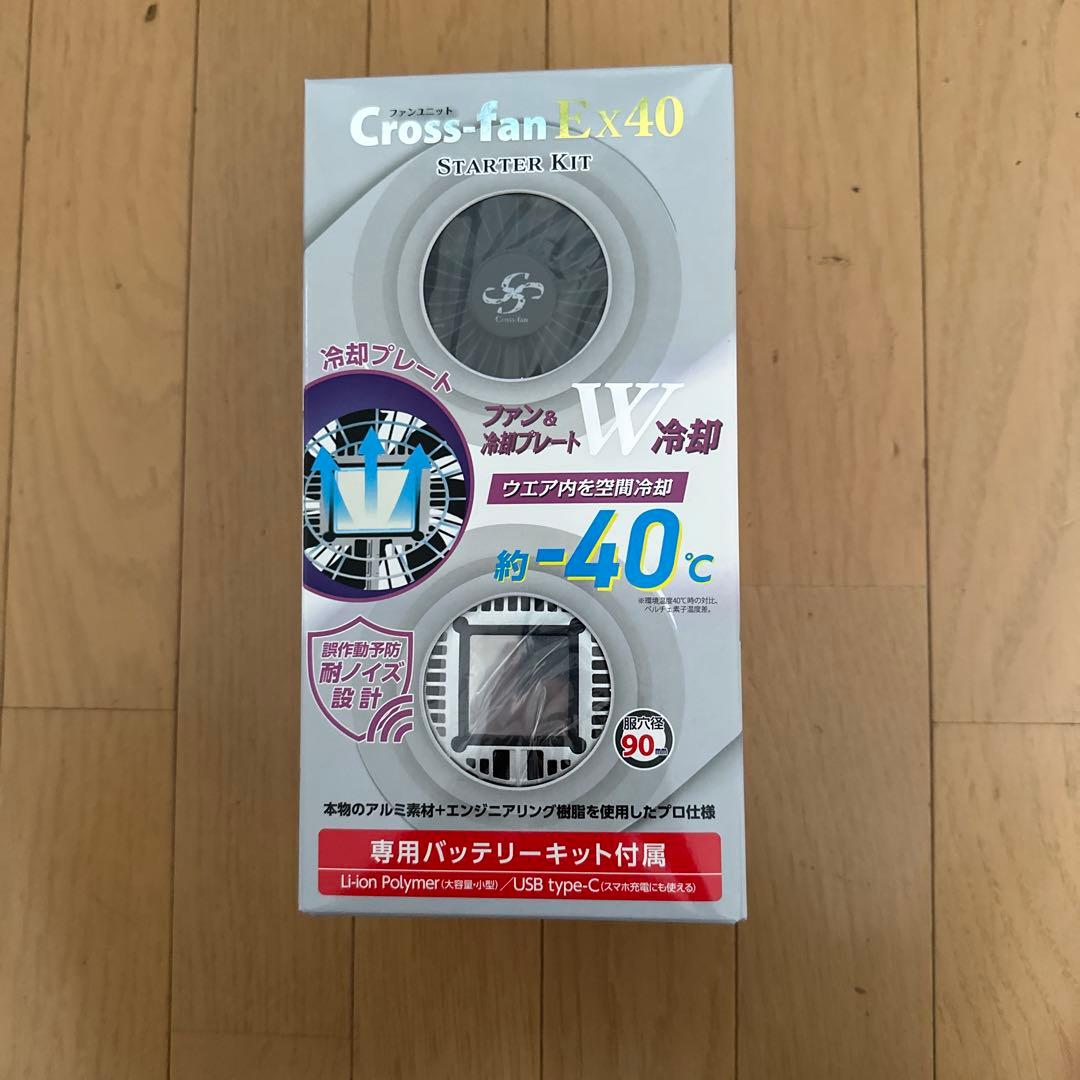 ファンユニット
Cross-fan Ex40
STARTER KIT
Cross-fan
冷却プレート
ファン&
冷却プレート
W冷却
ウエア内を空間冷却
約-40℃
※環境温度40℃時の対比、
ペルチェ素子温度差。
誤作動予防
耐ノイズ
設計
服穴径
90mm
本物のアルミ素材+エンジニアリング樹脂を使用したプロ仕様
専用バッテリーキット付属
Li-ion Polymer(大容量・小型)/USB type-C(スマホ充電にも使える)